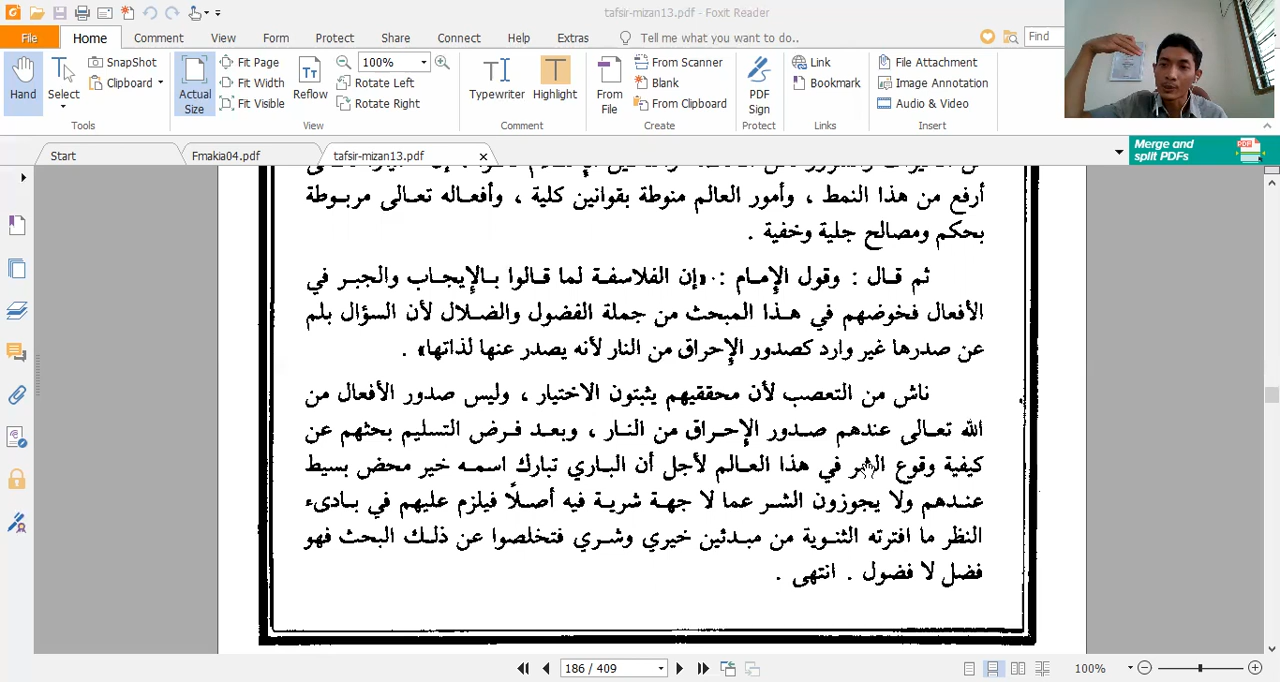 tafsir-mizan13.pdf - Foxit Reader
File Home Comment View Form Protect Share Connect Help Extras Tell me what you want to do.. Find
Hand
Select
SnapShot
Clipboard
Tools
Actual Size
Fit Page
Fit Width
Fit Visible
Reflow
100%
Rotate Left
Rotate Right
View
Typewriter
Highlight
Comment
From File
From Scanner
Blank
From Clipboard
Create
PDF Sign
Protect
Link
Bookmark
Links
File Attachment
Image Annotation
Audio & Video
Insert
Start Fmakia04.pdf tafsir-mizan13.pdf
Merge and split PDFs
أرفع من هذا النمط ، وأمور العالم منوطة بقوانين كلية ، وأفعاله تعالى مربوطة
بحكم ومصالح جلية وخفية .
ثم قال : وقول الإمام : «إن الفلاسفة لما قالوا بالإيجاب والجبر في
الأفعال فخوضهم في هذا المبحث من جملة الفضول والضلال لأن السؤال بلم
عن صدرها غير وارد كصدور الإحراق من النار لأنه يصدر عنها لذاتها» .
ناش من التعصب لأن محققيهم يثبتون الاختيار ، وليس صدور الأفعال من
الله تعالى عندهم صدور الإحراق من النار ، وبعد فرض التسليم بحثهم عن
كيفية وقوع الشر في هذا العالم لأجل أن الباري تبارك اسمه خير محض بسيط
عندهم ولا يجوزون الشر عما لا جهة شرية فيه أصلًا فيلزم عليهم في بادىء
النظر ما افترته الثنوية من مبدئين خيري وشري فتخلصوا عن ذلك البحث فهو
فضل لا فضول . انتهى .
186 / 409
100%